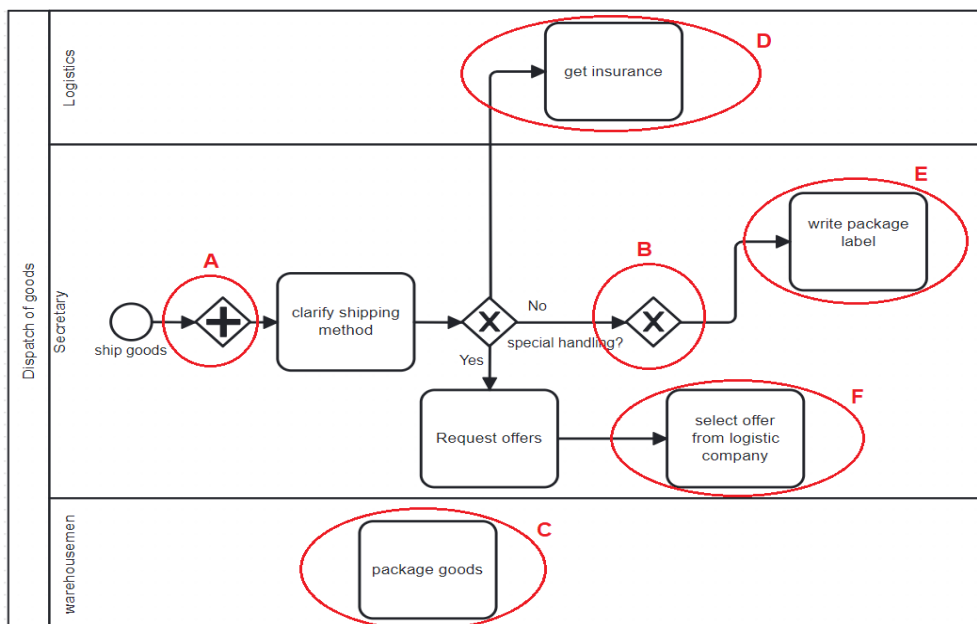 Dispatch of goods
Logistics
D
get insurance
Secretary
A
ship goods
clarify shipping
method
No
special handling?
Yes
B
E
write package
label
Request offers
F
select offer
from logistic
company
warehousemen
C
package goods